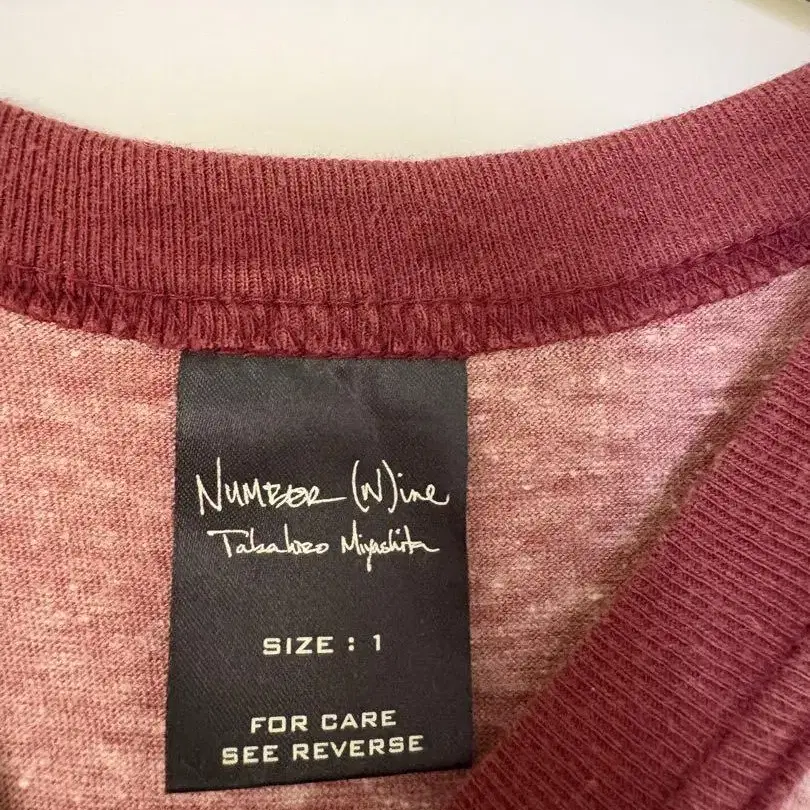 NUMBER (N)ine
Takahiro Miyashita
SIZE : 1
FOR CARE
SEE REVERSE